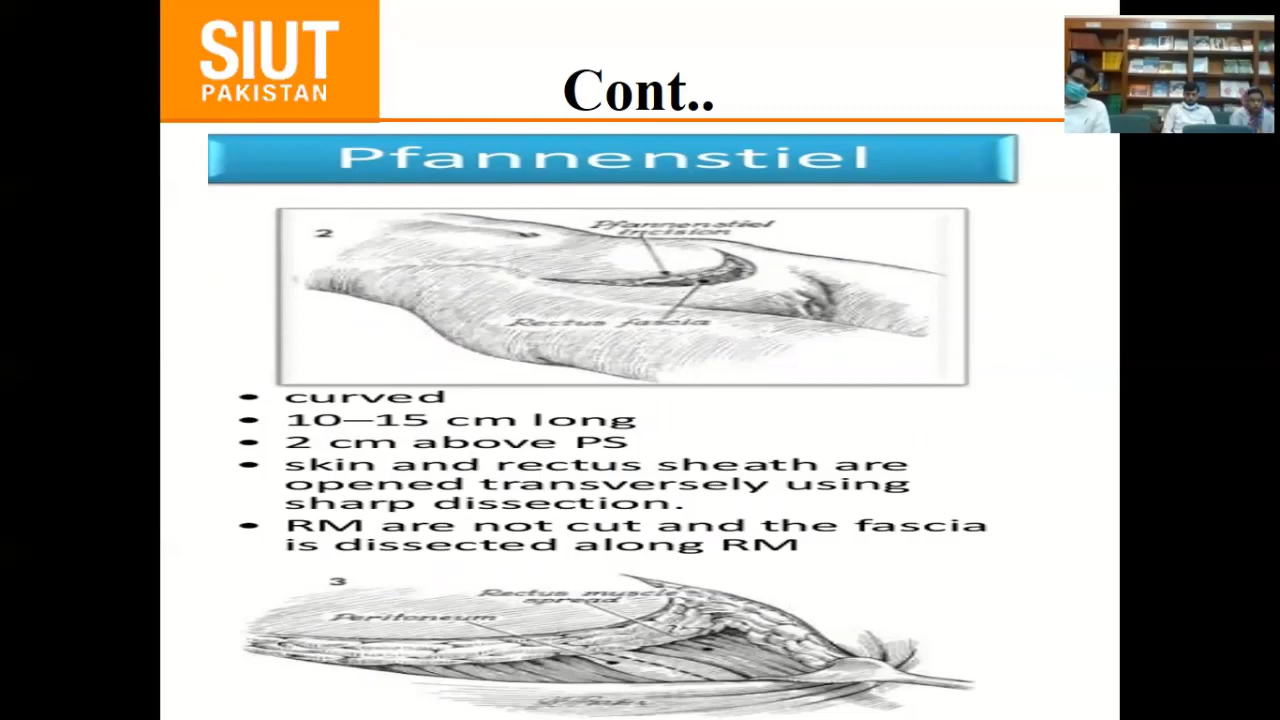 SIUT
PAKISTAN
Cont..
Pfannenstiel
2
Pfannenstiel
incision
Rectus fascia
• curved
• 10–15 cm long
• 2 cm above PS
• skin and rectus sheath are
opened transversely using
sharp dissection.
• RM are not cut and the fascia
is dissected along RM
3
Rectus muscle
spread
Peritoneum